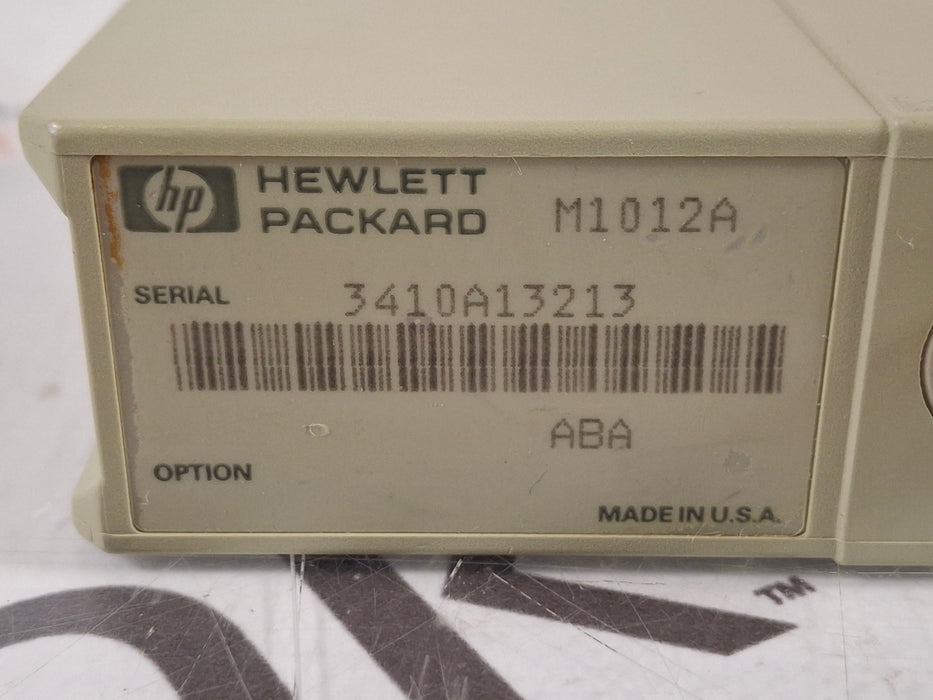 hp HEWLETT
PACKARD
M1012A
SERIAL 3410A13213
ABA
OPTION
MADE IN U.S.A.
TM